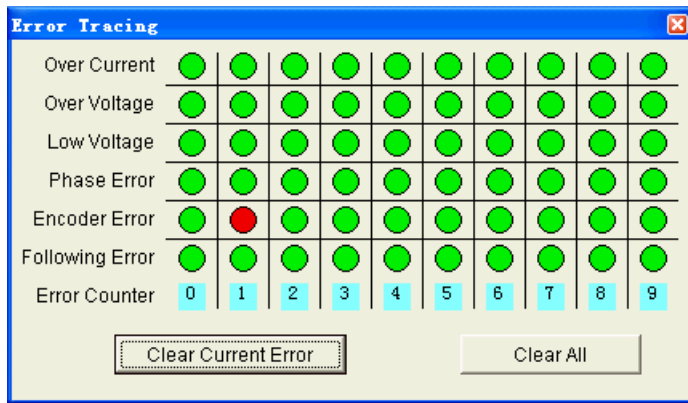 Error Tracing
Over Current
Over Voltage
Low Voltage
Phase Error
Encoder Error
Following Error
Error Counter 0 1 2 3 4 5 6 7 8 9
Clear Current Error Clear All